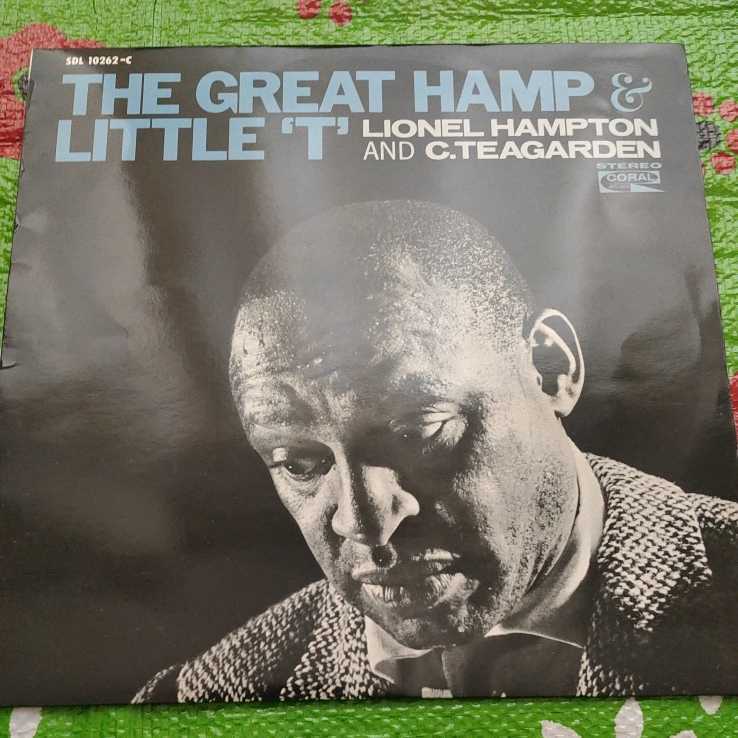 SDL 10262-C
THE GREAT HAMP &
LITTLE 'T' LIONEL HAMPTON
AND C.TEAGARDEN
STEREO
CORAL